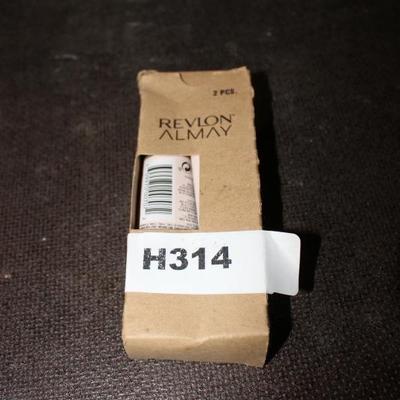 2 PCS.
REVLON
ALMAY
H314